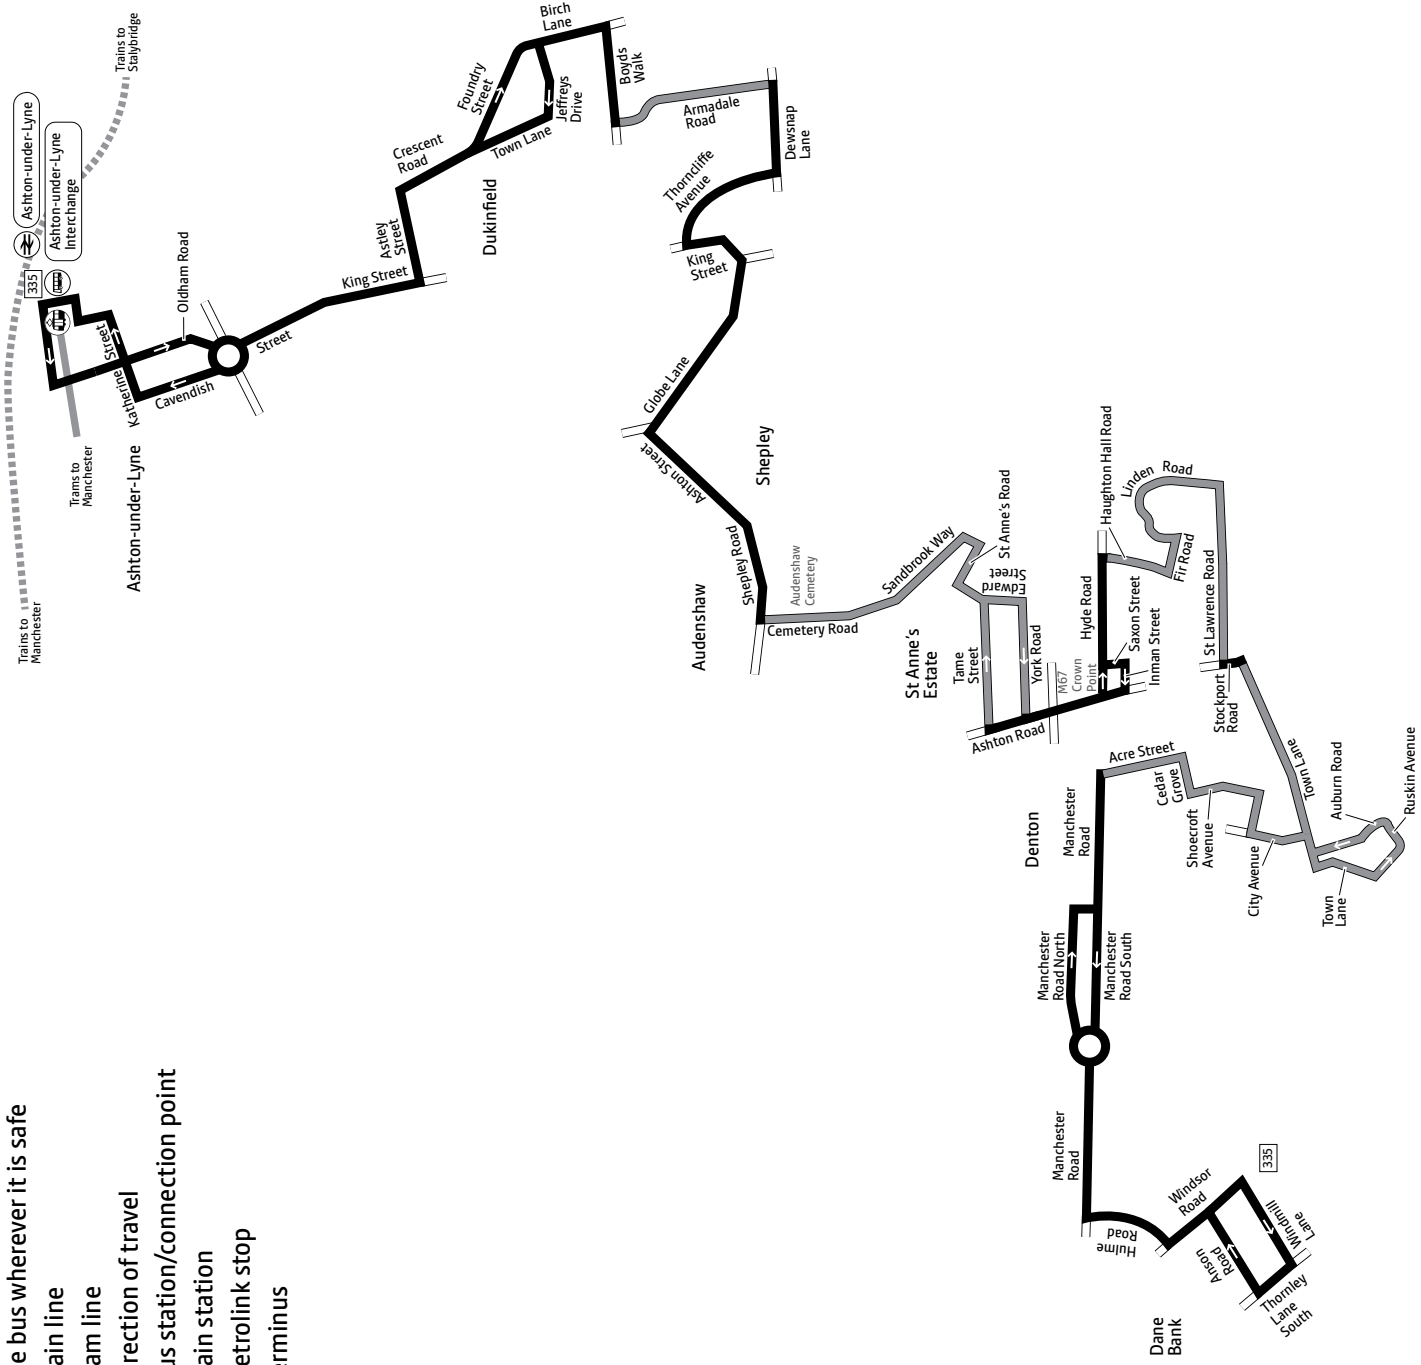 e bus wherever it is safe
ain line
am line
rection of travel
us station/connection point
ain station
etrolink stop
erminus
Trains to
Manchester
Trains to
Stalybridge
Ashton-under-Lyne
Ashton-under-Lyne
Interchange
335
Trams to
Manchester
Ashton-under-Lyne
Katherine Street
Cavendish
Street
Oldham Road
King Street
Astley
Street
Crescent
Road
Dukinfield
Foundry
Street
Town Lane
Jeffreys
Drive
Birch
Lane
Boyds
Walk
Armadale
Road
Dewsnap
Lane
Thorncliffe
Avenue
King
Street
Globe Lane
Ashton Street
Shepley
Shepley Road
Audenshaw
Audenshaw
Cemetery
Cemetery Road
Sandbrook Way
St Anne's Road
Edward
Street
St Anne's
Estate
Tame
Street
York Road
Ashton Road
M67
Crown
Point
Hyde Road
Saxon Street
Inman Street
Haughton Hall Road
Linden Road
Fir Road
St Lawrence Road
Stockport
Road
Town Lane
Auburn Road
Ruskin Avenue
Town
Lane
City Avenue
Shoecroft
Avenue
Cedar
Grove
Acre Street
Denton
Manchester
Road
Manchester
Road North
Manchester
Road South
Manchester
Road
Hulme
Road
Windsor
Road
335
Windmill
Lane
Anson
Road
Thornley
Lane
South
Dane
Bank